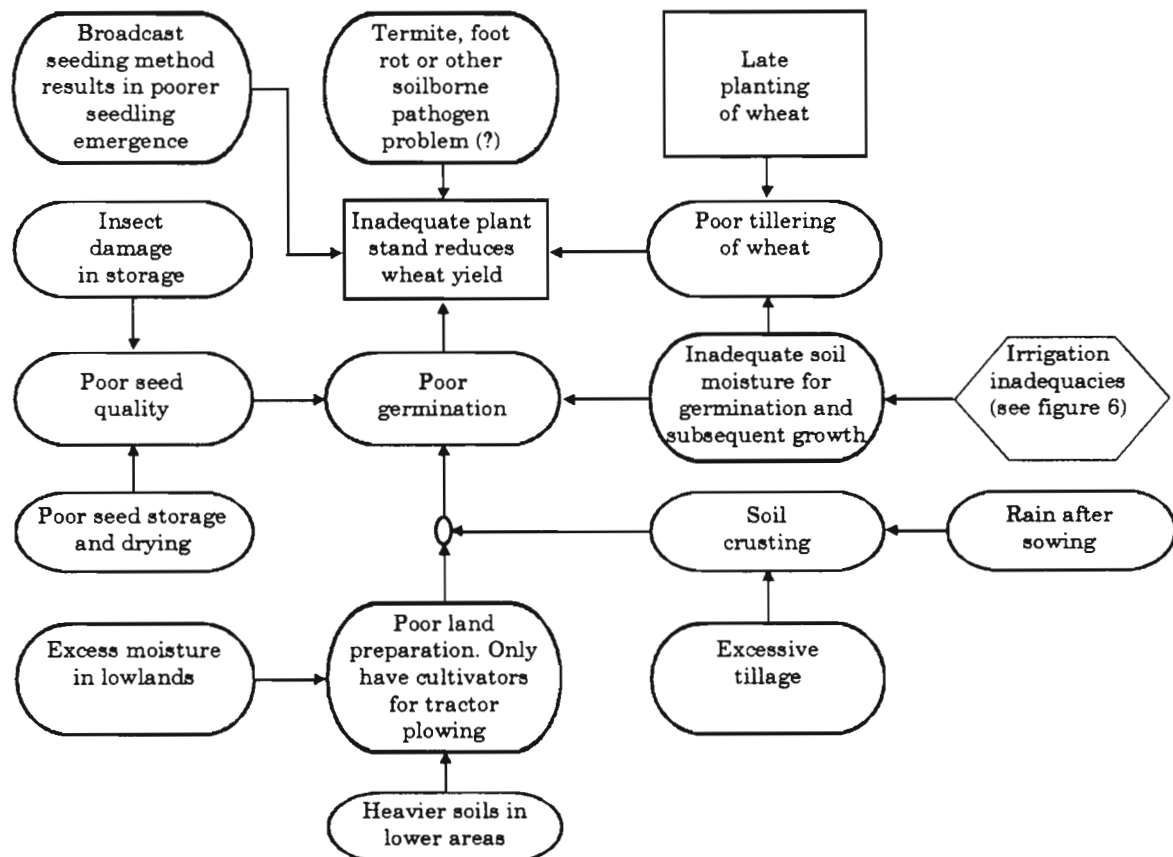 Broadcast
seeding method
results in poorer
seedling
emergence
Termite, foot
rot or other
soilborne
pathogen
problem (?)
Late
planting
of wheat
Insect
damage
in storage
Inadequate plant
stand reduces
wheat yield
Poor tillering
of wheat
Poor seed
quality
Poor
germination
Inadequate soil
moisture for
germination and
subsequent growth
Irrigation
inadequacies
(see figure 6)
Poor seed storage
and drying
Soil
crusting
Rain after
sowing
Excess moisture
in lowlands
Poor land
preparation. Only
have cultivators
for tractor
plowing
Excessive
tillage
Heavier soils in
lower areas